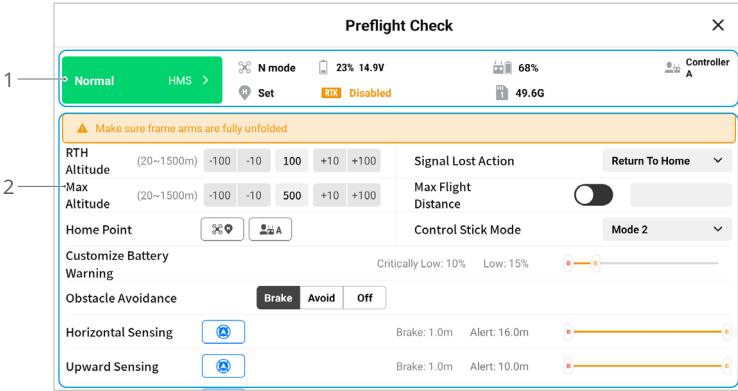 Preflight Check
1
Normal HMS >
N mode 23% 14.9V 68% Controller A
H Set RTK Disabled 1 49.6G
2
Make sure frame arms are fully unfolded
RTH Altitude (20~1500m) -100 -10 100 +10 +100 Signal Lost Action Return To Home
Max Altitude (20~1500m) -100 -10 500 +10 +100 Max Flight Distance
Home Point A Control Stick Mode Mode 2
Customize Battery Warning Critically Low: 10% Low: 15%
Obstacle Avoidance Brake Avoid Off
Horizontal Sensing A Brake: 1.0m Alert: 16.0m
Upward Sensing A Brake: 1.0m Alert: 10.0m